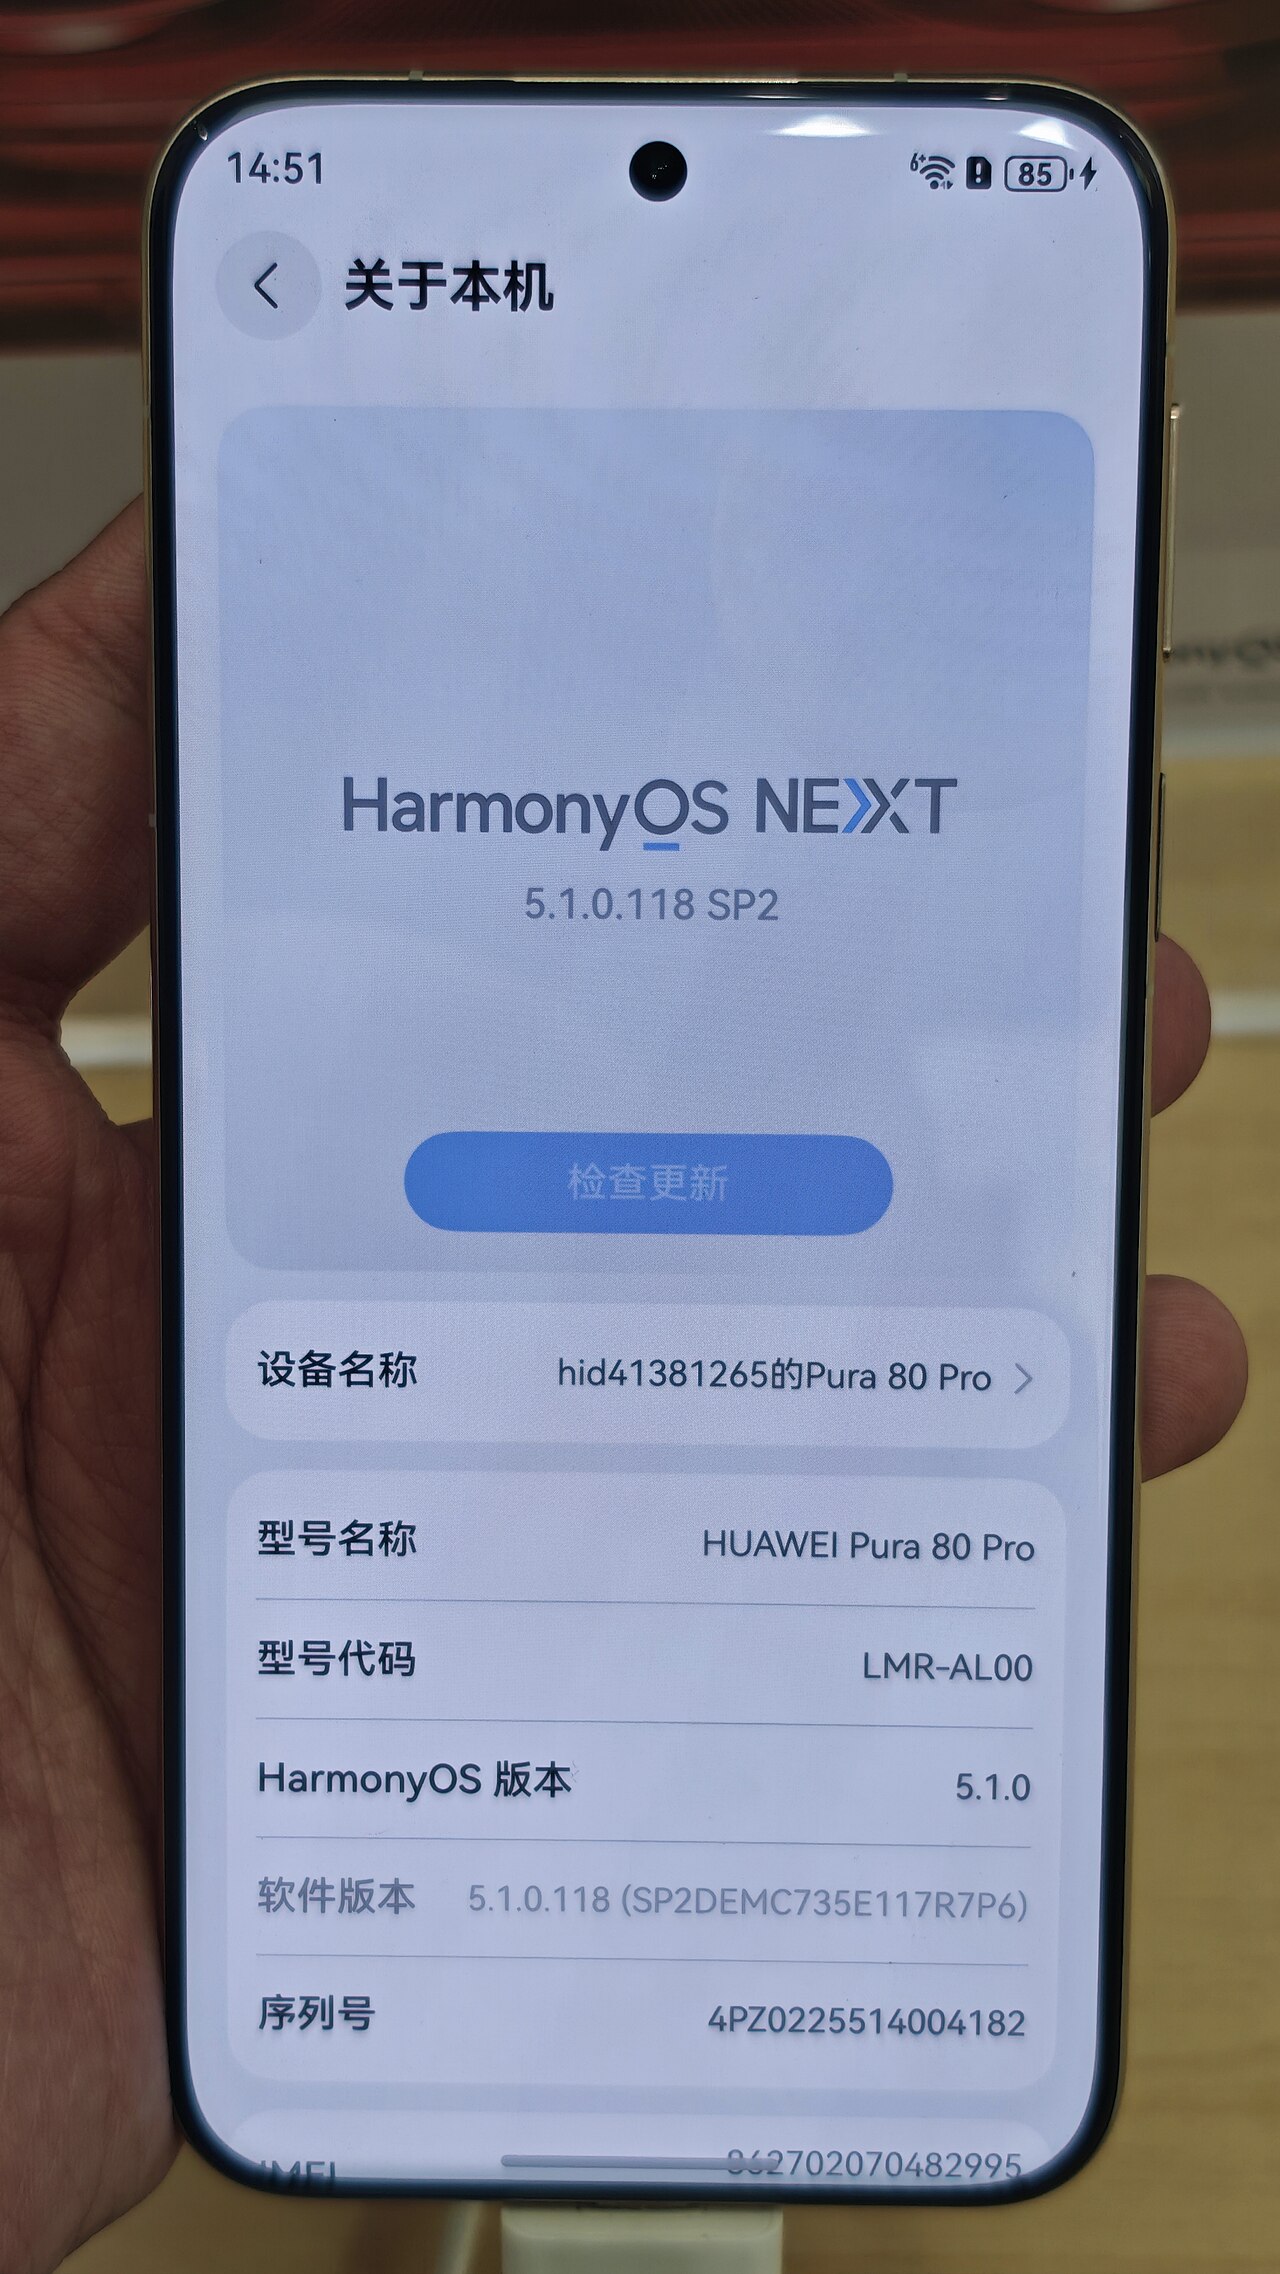 14:51
6+ 85
关于本机
HarmonyOS NEXT
5.1.0.118 SP2
检查更新
设备名称 hid41381265的Pura 80 Pro
型号名称 HUAWEI Pura 80 Pro
型号代码 LMR-AL00
HarmonyOS 版本 5.1.0
软件版本 5.1.0.118 (SP2DEMC735E117R7P6)
序列号 4PZ0225514004182
IMEI 862702070482995